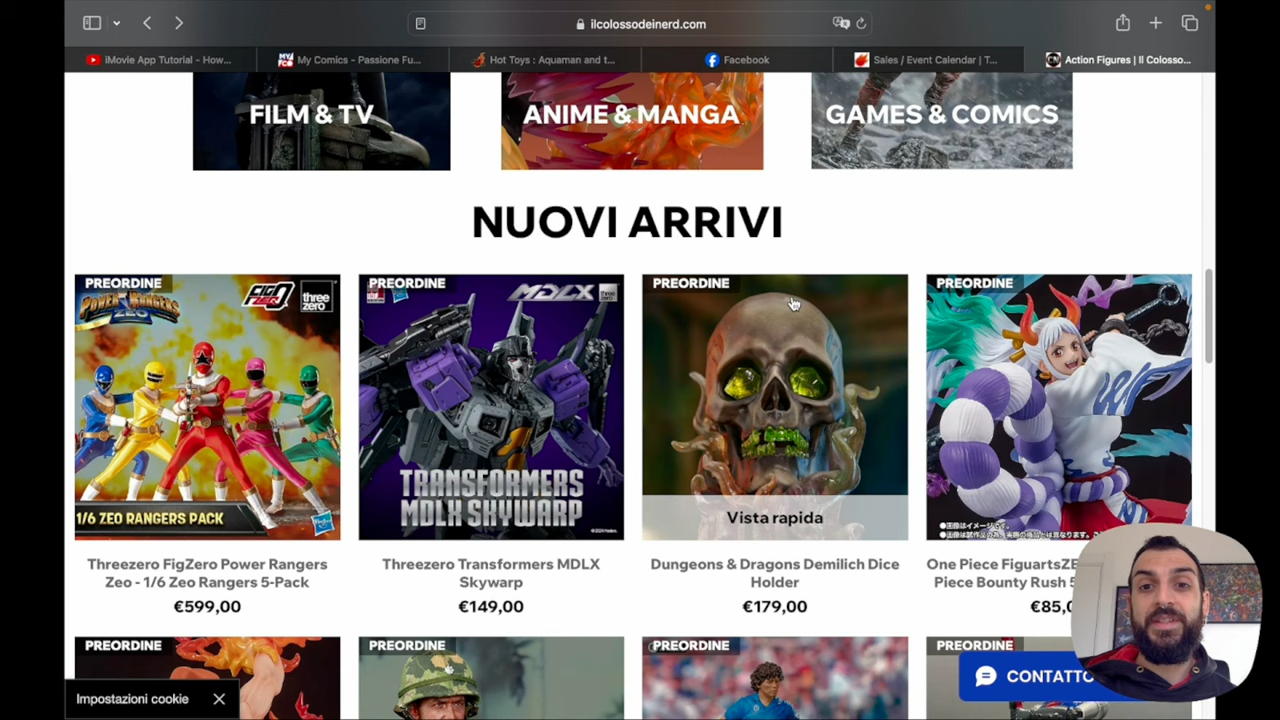 ilcolossodeinerd.com
iMovie App Tutorial - How...
My Comics - Passione Fu...
Hot Toys : Aquaman and t...
Facebook
Sales / Event Calendar | T...
Action Figures | Il Colosso...
FILM & TV
ANIME & MANGA
GAMES & COMICS
NUOVI ARRIVI
PREORDINE
PREORDINE
PREORDINE
PREORDINE
POWER RANGERS
ZEO
threezero
MDLX
TRANSFORMERS
MDLX SKYWARP
1/6 ZEO RANGERS PACK
Vista rapida
Threezero FigZero Power Rangers
Zeo - 1/6 Zeo Rangers 5-Pack
€599,00
Threezero Transformers MDLX
Skywarp
€149,00
Dungeons & Dragons Demilich Dice
Holder
€179,00
One Piece FiguartsZE
Piece Bounty Rush 5
€85,0
PREORDINE
PREORDINE
PREORDINE
PREORDINE
Impostazioni cookie
CONTATTO